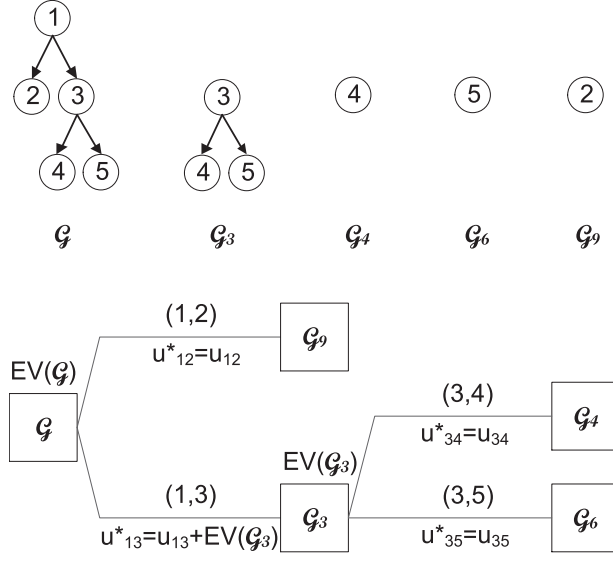 1
2 3 3 4 5 2
4 5 4 5
𝒢 𝒢3 𝒢4 𝒢6 𝒢9
(1,2)
u*12=u12
𝒢9
EV(𝒢)
𝒢
(3,4)
u*34=u34
𝒢4
EV(𝒢3)
(1,3)
u*13=u13+EV(𝒢3)
𝒢3
(3,5)
u*35=u35
𝒢6